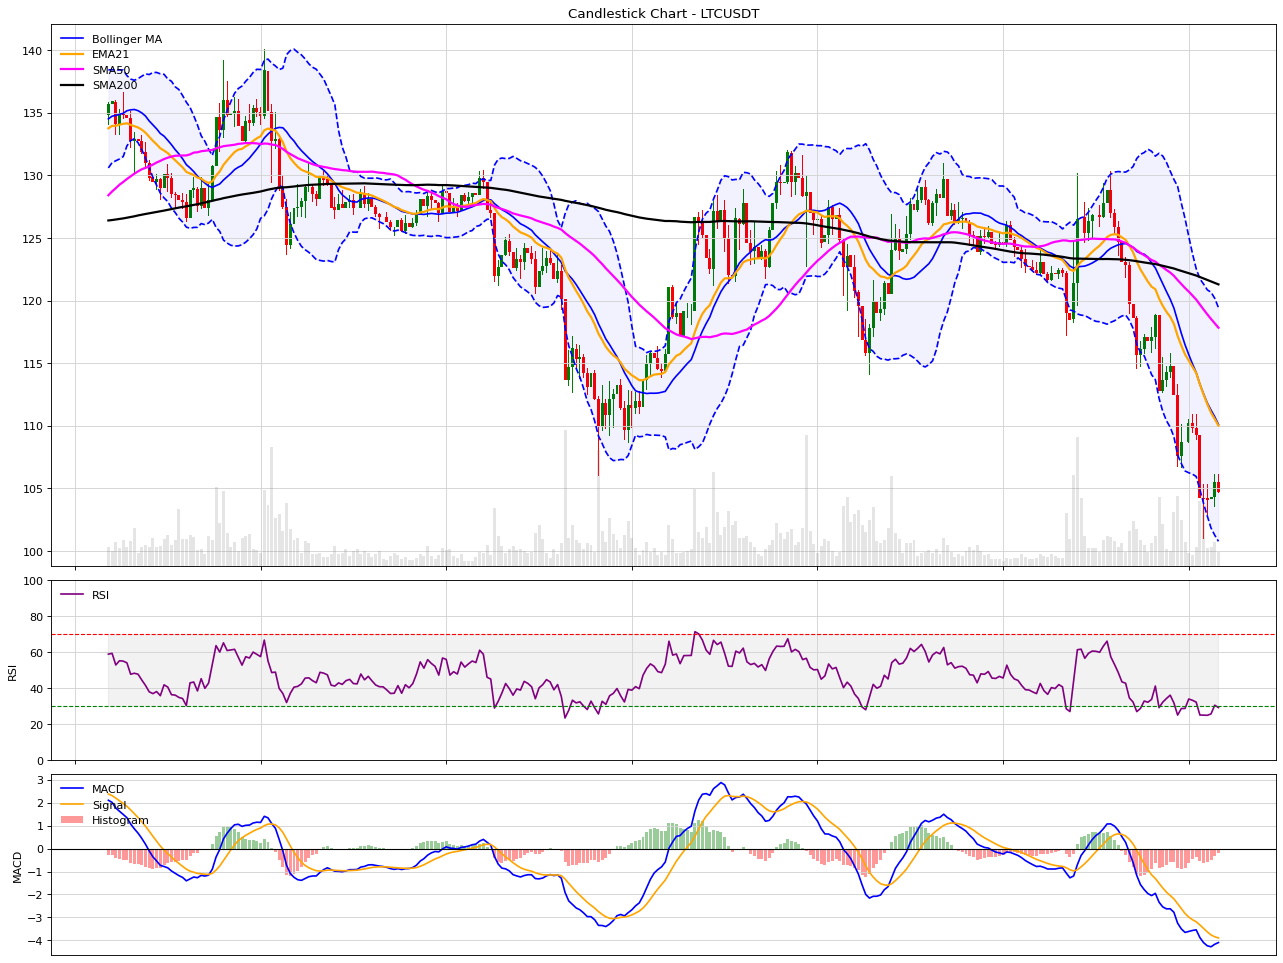 Candlestick Chart - LTCUSDT
Bollinger MA
EMA21
SMA50
SMA200
140
135
130
125
120
115
110
105
100
RSI
100
80
60
40
20
0
RSI
MACD
Signal
Histogram
3
2
1
0
−1
−2
−3
−4
MACD